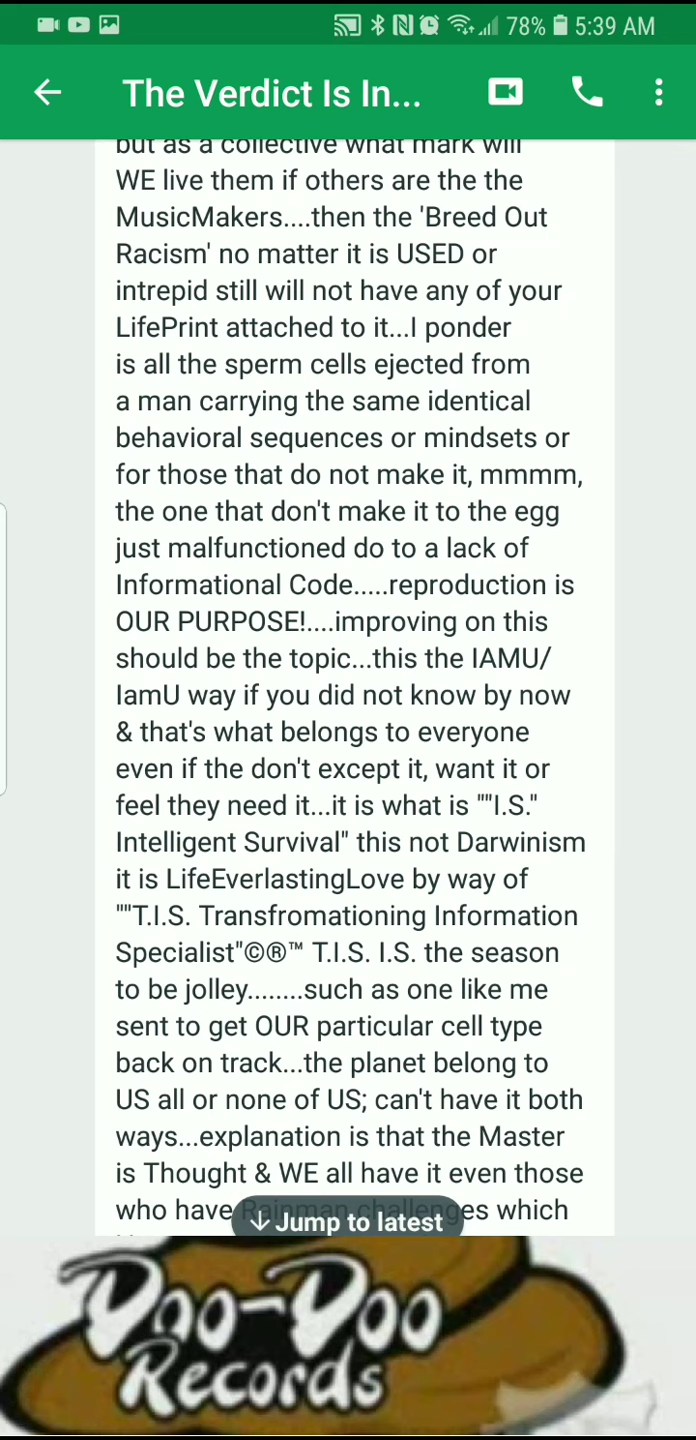 78% 5:39 AM
The Verdict Is In...
but as a collective what mark will
WE live them if others are the the
MusicMakers....then the 'Breed Out
Racism' no matter it is USED or
intrepid still will not have any of your
LifePrint attached to it...I ponder
is all the sperm cells ejected from
a man carrying the same identical
behavioral sequences or mindsets or
for those that do not make it, mmmm,
the one that don't make it to the egg
just malfunctioned do to a lack of
Informational Code.....reproduction is
OUR PURPOSE!....improving on this
should be the topic...this the IAMU/
IamU way if you did not know by now
& that's what belongs to everyone
even if the don't except it, want it or
feel they need it...it is what is ""I.S."
Intelligent Survival" this not Darwinism
it is LifeEverlastingLove by way of
""T.I.S. Transfromationing Information
Specialist"©®™ T.I.S. I.S. the season
to be jolley........such as one like me
sent to get OUR particular cell type
back on track...the planet belong to
US all or none of US; can't have it both
ways...explanation is that the Master
is Thought & WE all have it even those
who have Rainman challenges which
Jump to latest
Doo-Doo
Records